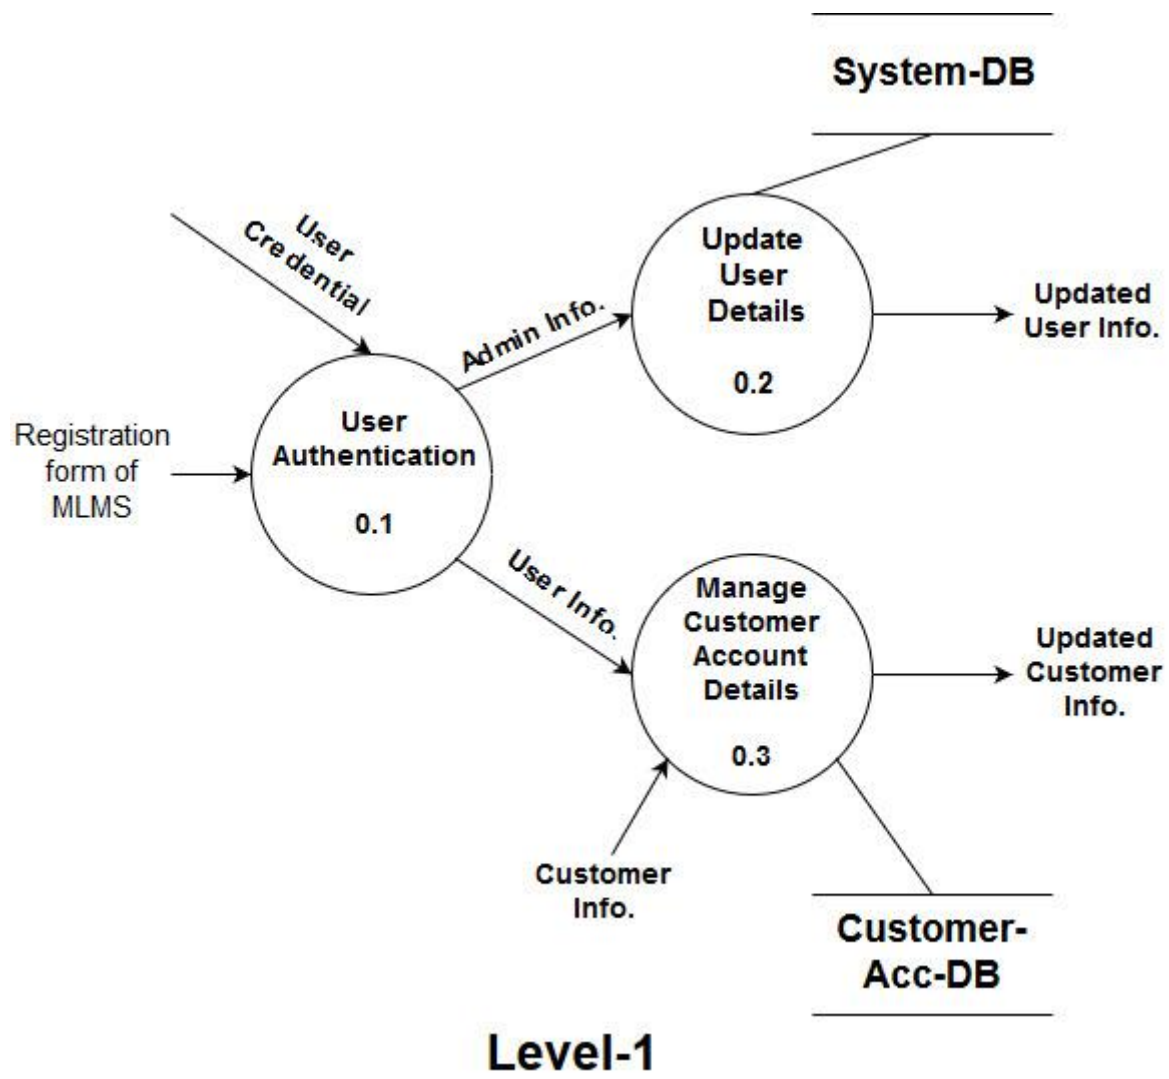 System-DB
User
Credential
Admin Info.
Update
User
Details
0.2
Updated
User Info.
Registration
form of
MLMS
User
Authentication
0.1
User Info.
Manage
Customer
Account
Details
0.3
Updated
Customer
Info.
Customer
Info.
Customer-
Acc-DB
Level-1